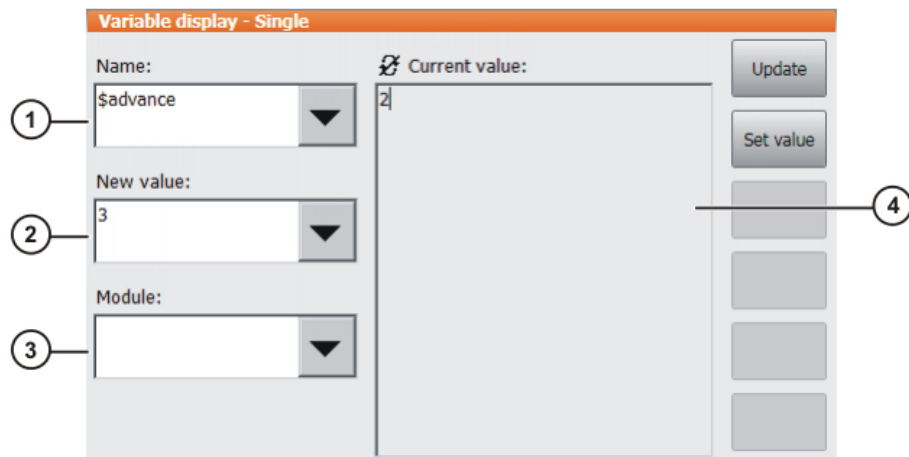 Variable display - Single
Name:
Current value:
Update
1
$advance
2
Set value
New value:
2
3
4
Module:
3